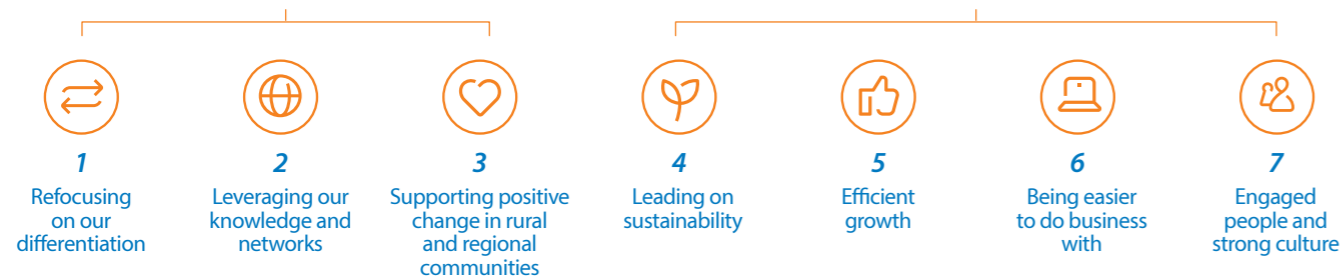 1
Refocusing
on our
differentiation
2
Leveraging our
knowledge and
networks
3
Supporting positive
change in rural
and regional
communities
4
Leading on
sustainability
5
Efficient
growth
6
Being easier
to do business
with
7
Engaged
people and
strong culture